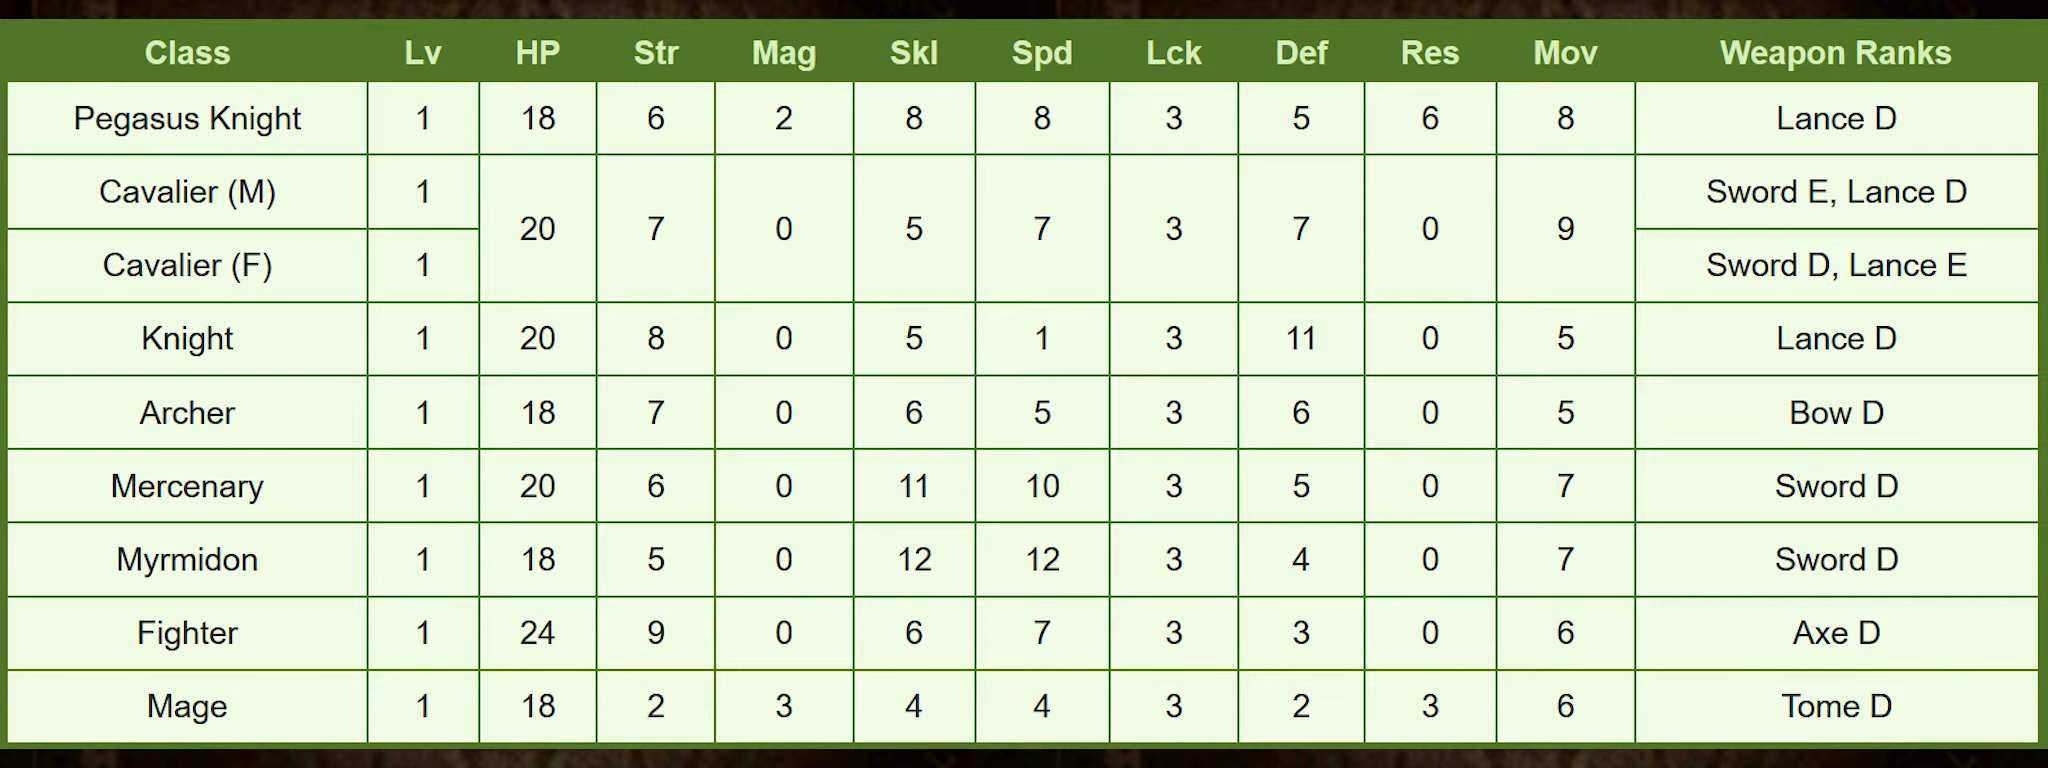 Class Lv HP Str Mag Skl Spd Lck Def Res Mov Weapon Ranks
Pegasus Knight 1 18 6 2 8 8 3 5 6 8 Lance D
Cavalier (M) 1 20 7 0 5 7 3 7 0 9 Sword E, Lance D
Cavalier (F) 1 Sword D, Lance E
Knight 1 20 8 0 5 1 3 11 0 5 Lance D
Archer 1 18 7 0 6 5 3 6 0 5 Bow D
Mercenary 1 20 6 0 11 10 3 5 0 7 Sword D
Myrmidon 1 18 5 0 12 12 3 4 0 7 Sword D
Fighter 1 24 9 0 6 7 3 3 0 6 Axe D
Mage 1 18 2 3 4 4 3 2 3 6 Tome D